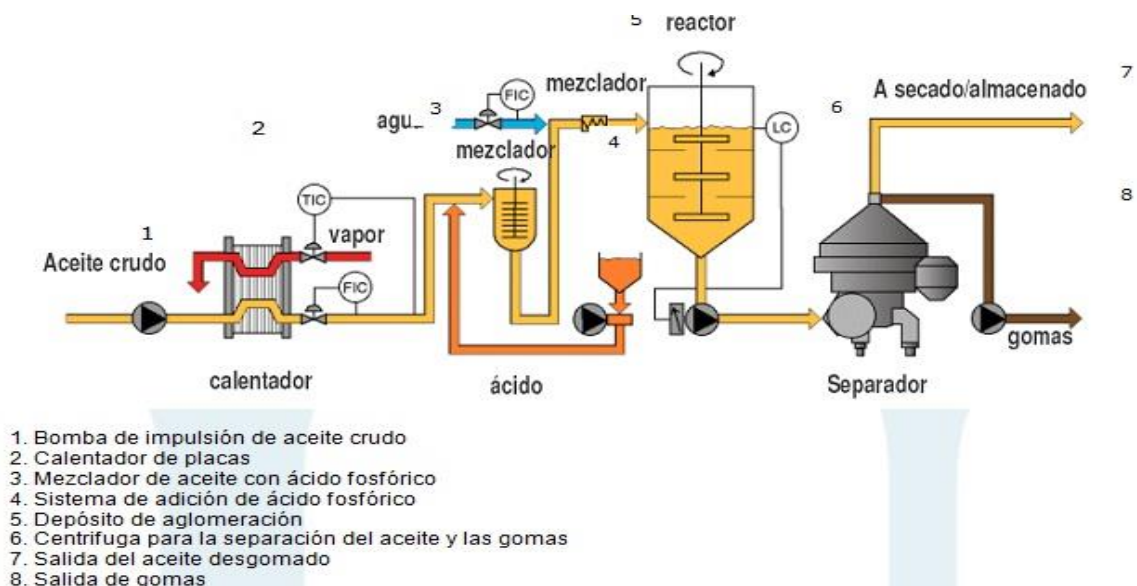 5 reactor
7
3
FIC
mezclador
6
A secado/almacenado
2
agu_
4
LC
mezclador
8
TIC
1
vapor
Aceite crudo
FIC
gomas
calentador
ácido
Separador
1. Bomba de impulsión de aceite crudo
2. Calentador de placas
3. Mezclador de aceite con ácido fosfórico
4. Sistema de adición de ácido fosfórico
5. Depósito de aglomeración
6. Centrifuga para la separación del aceite y las gomas
7. Salida del aceite desgomado
8. Salida de gomas